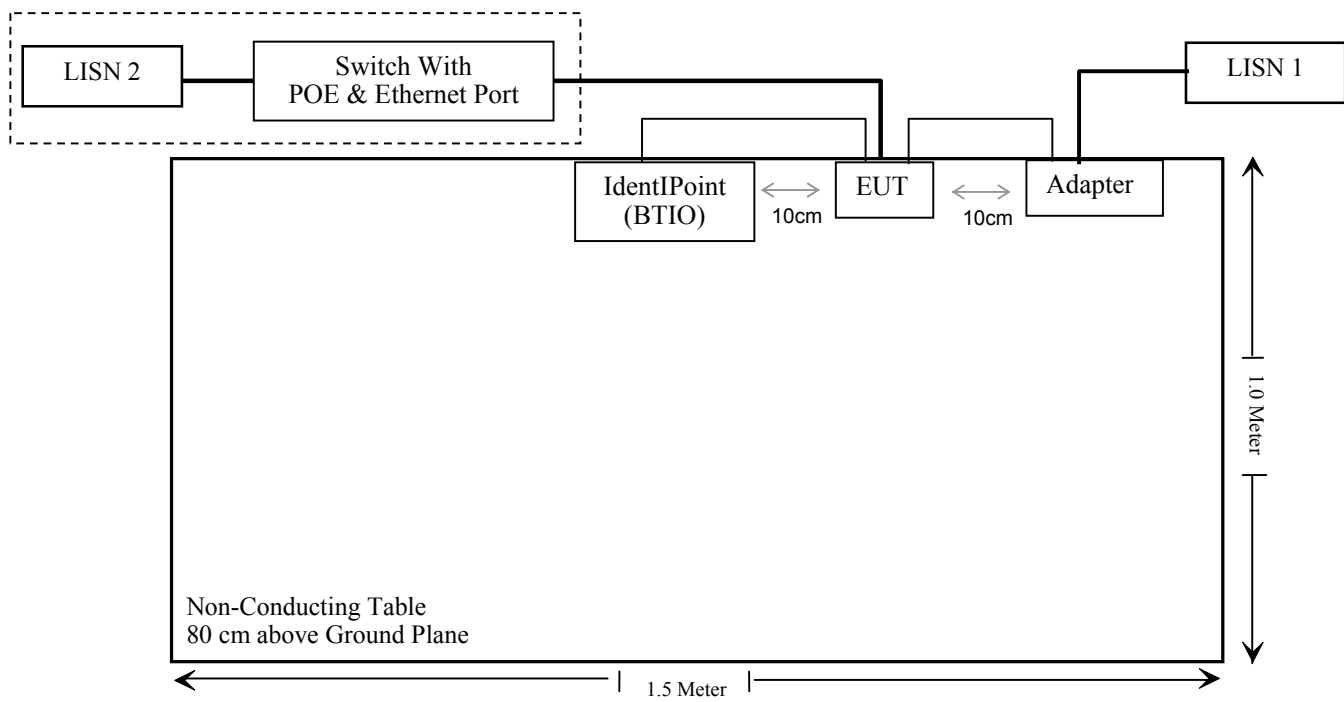 LISN 2
Switch With
POE & Ethernet Port
LISN 1
IdentIPoint
(BTIO)
10cm
EUT
10cm
Adapter
1.0 Meter
Non-Conducting Table
80 cm above Ground Plane
1.5 Meter